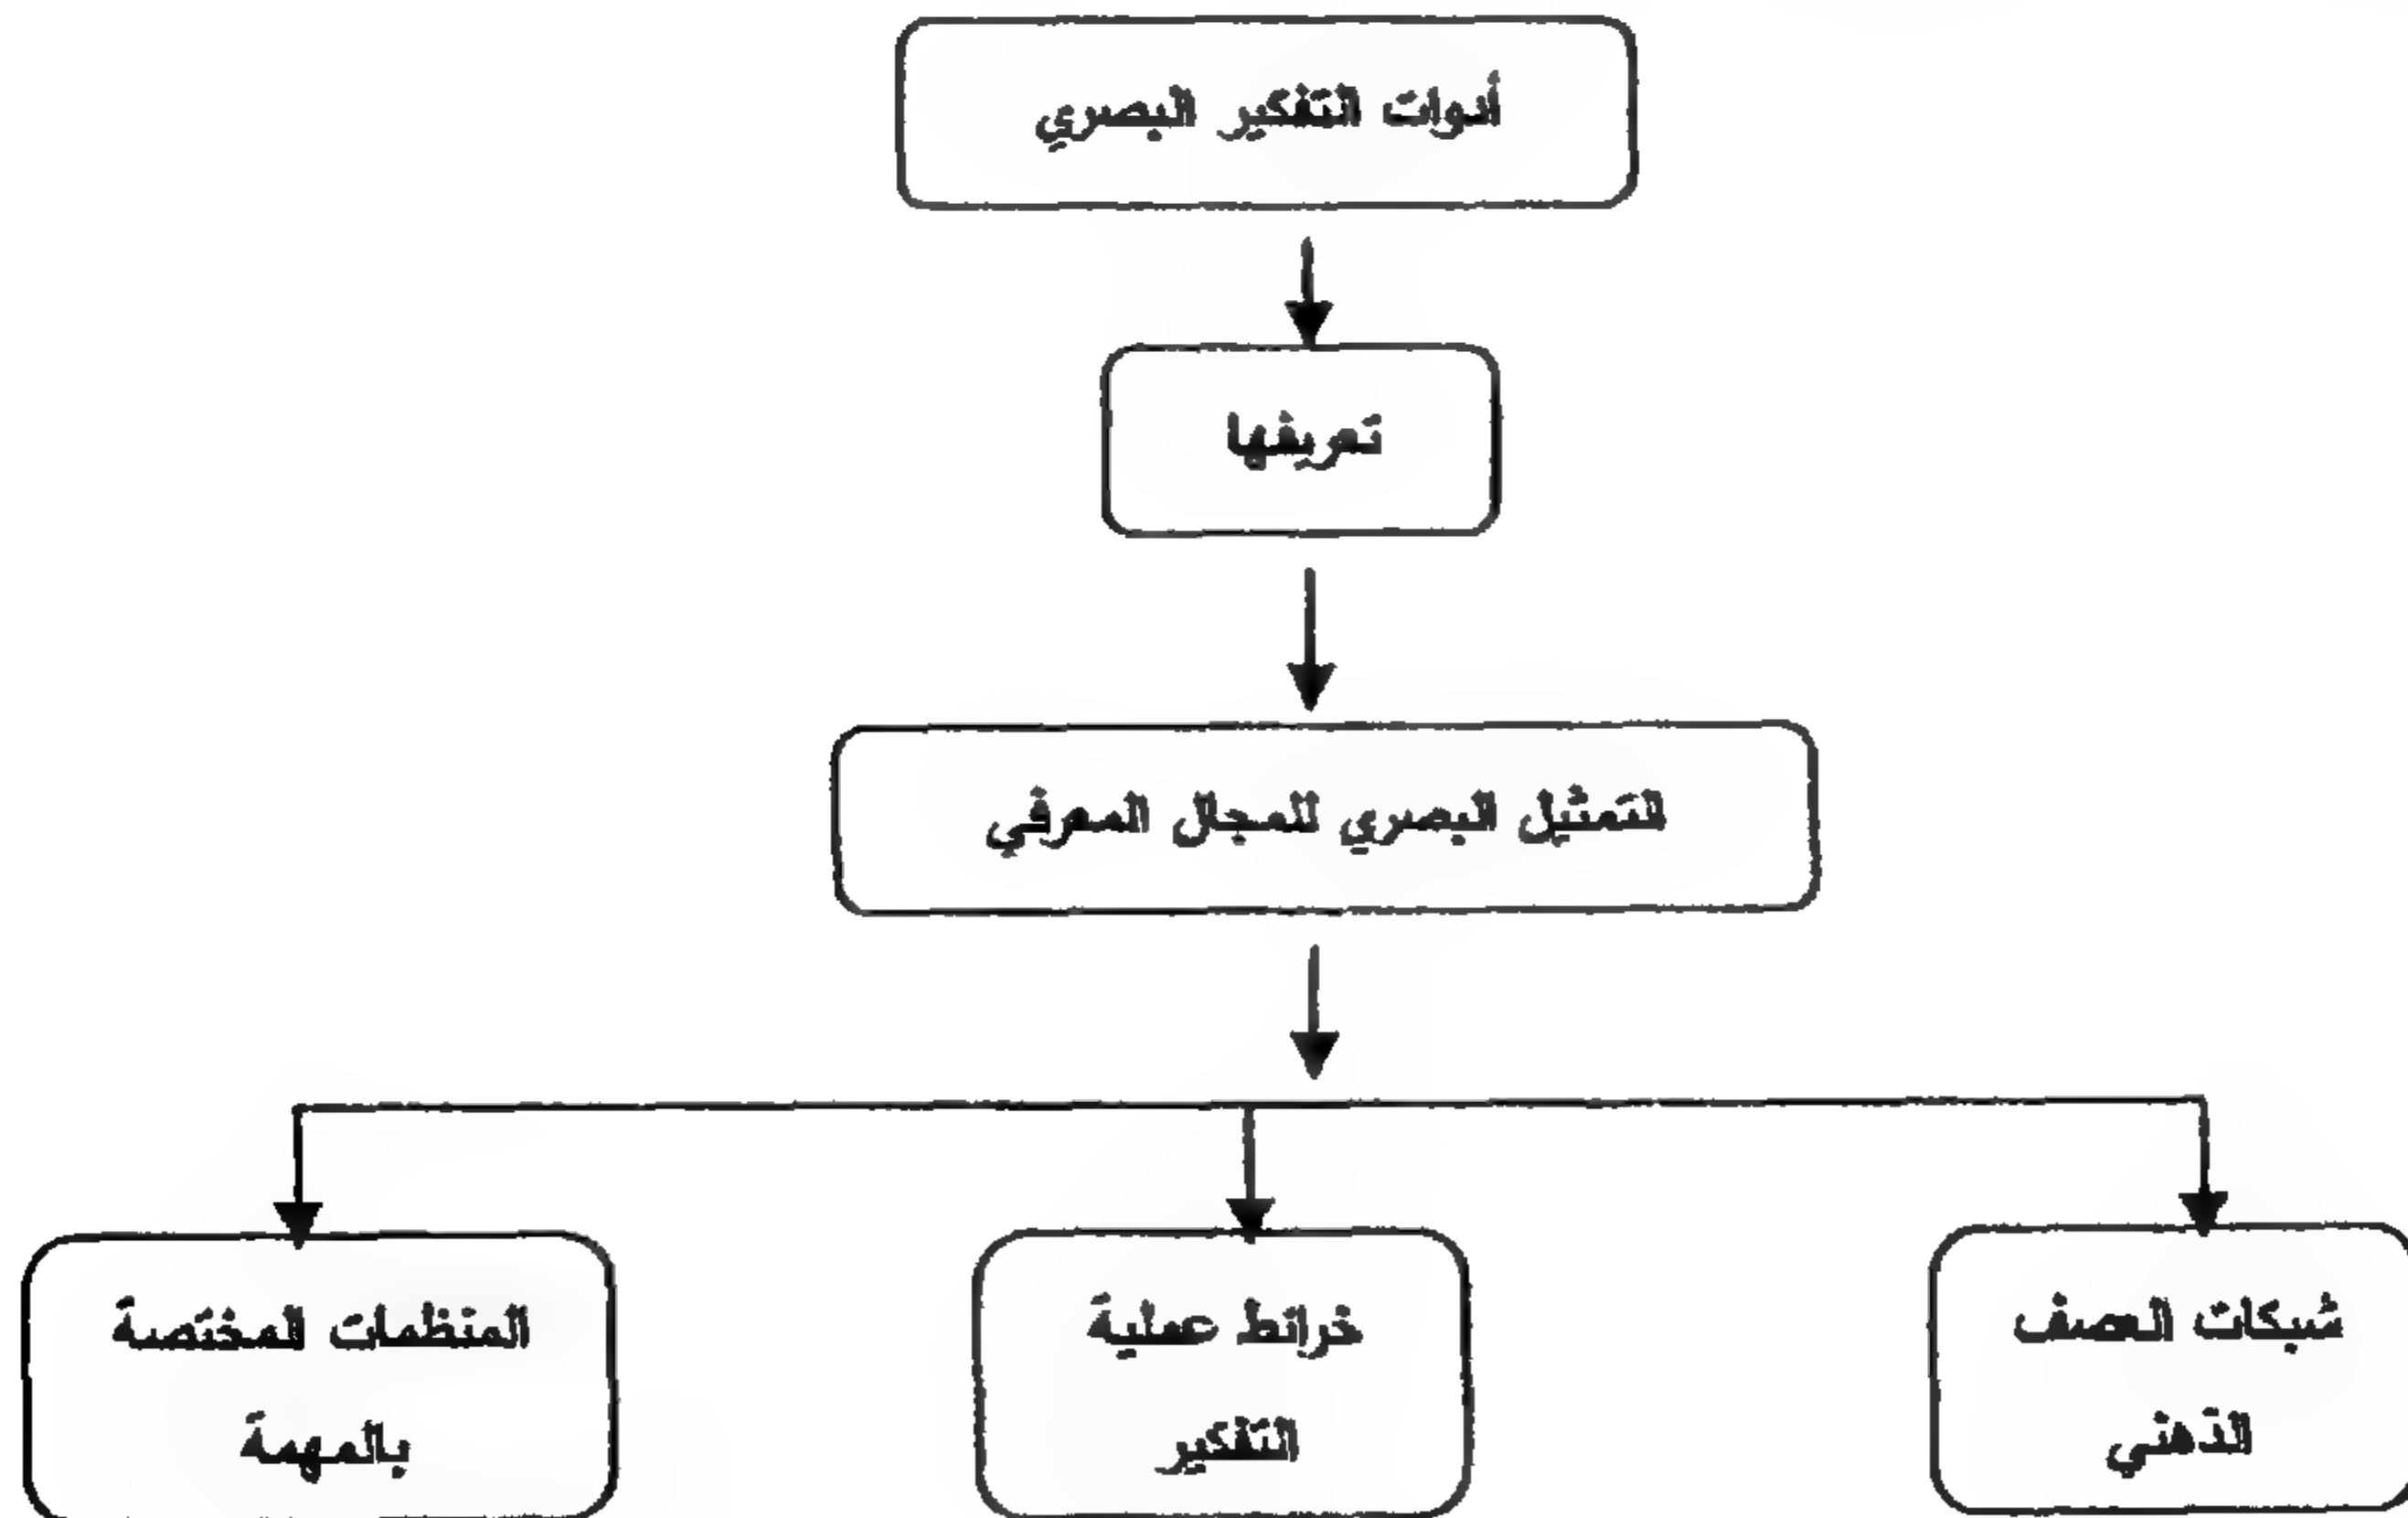 أدوات التفكير البصري
تعريفها
التمثيل البصري للمجال المعرفي
شبكات العصف
الذهني
خرائط عملية
التفكير
المنظمات المختصة
بالمهمة